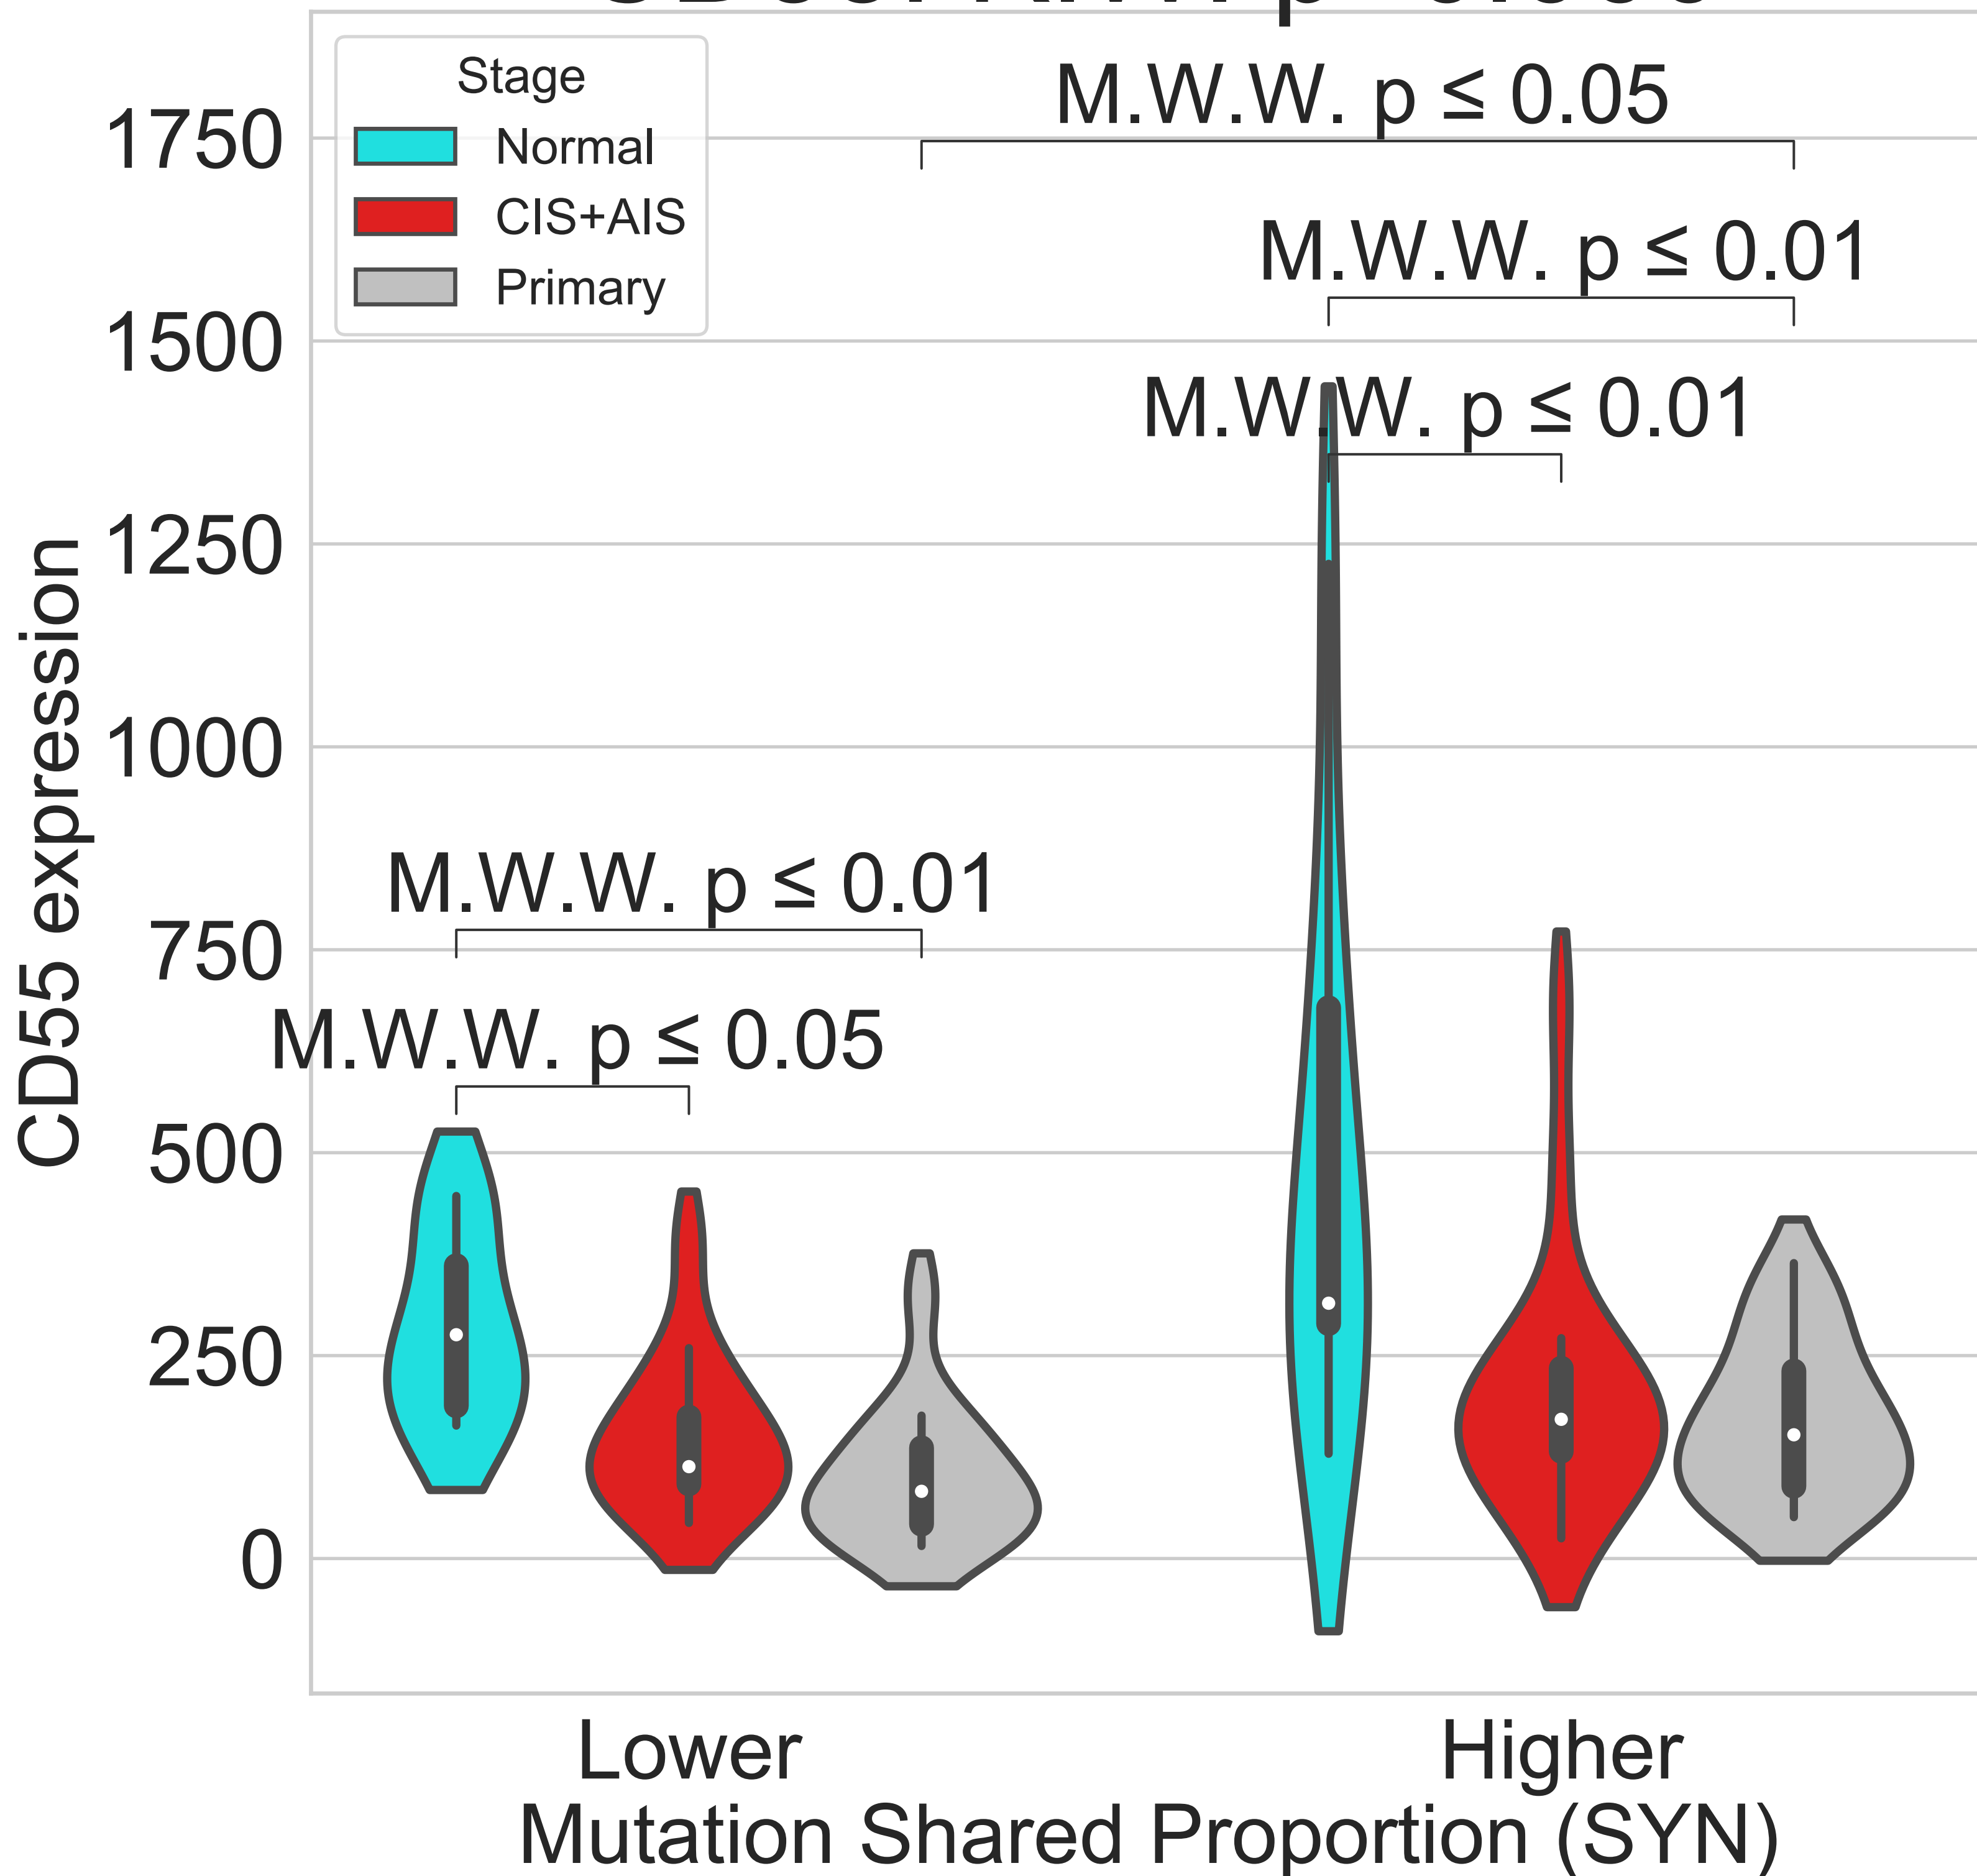 Stage
Normal
CIS+AIS
Primary
M.W.W. p ≤ 0.05
M.W.W. p ≤ 0.01
M.W.W. p ≤ 0.01
M.W.W. p ≤ 0.01
M.W.W. p ≤ 0.05
CD55 expression
1750
1500
1250
1000
750
500
250
0
Lower
Higher
Mutation Shared Proportion (SYN)